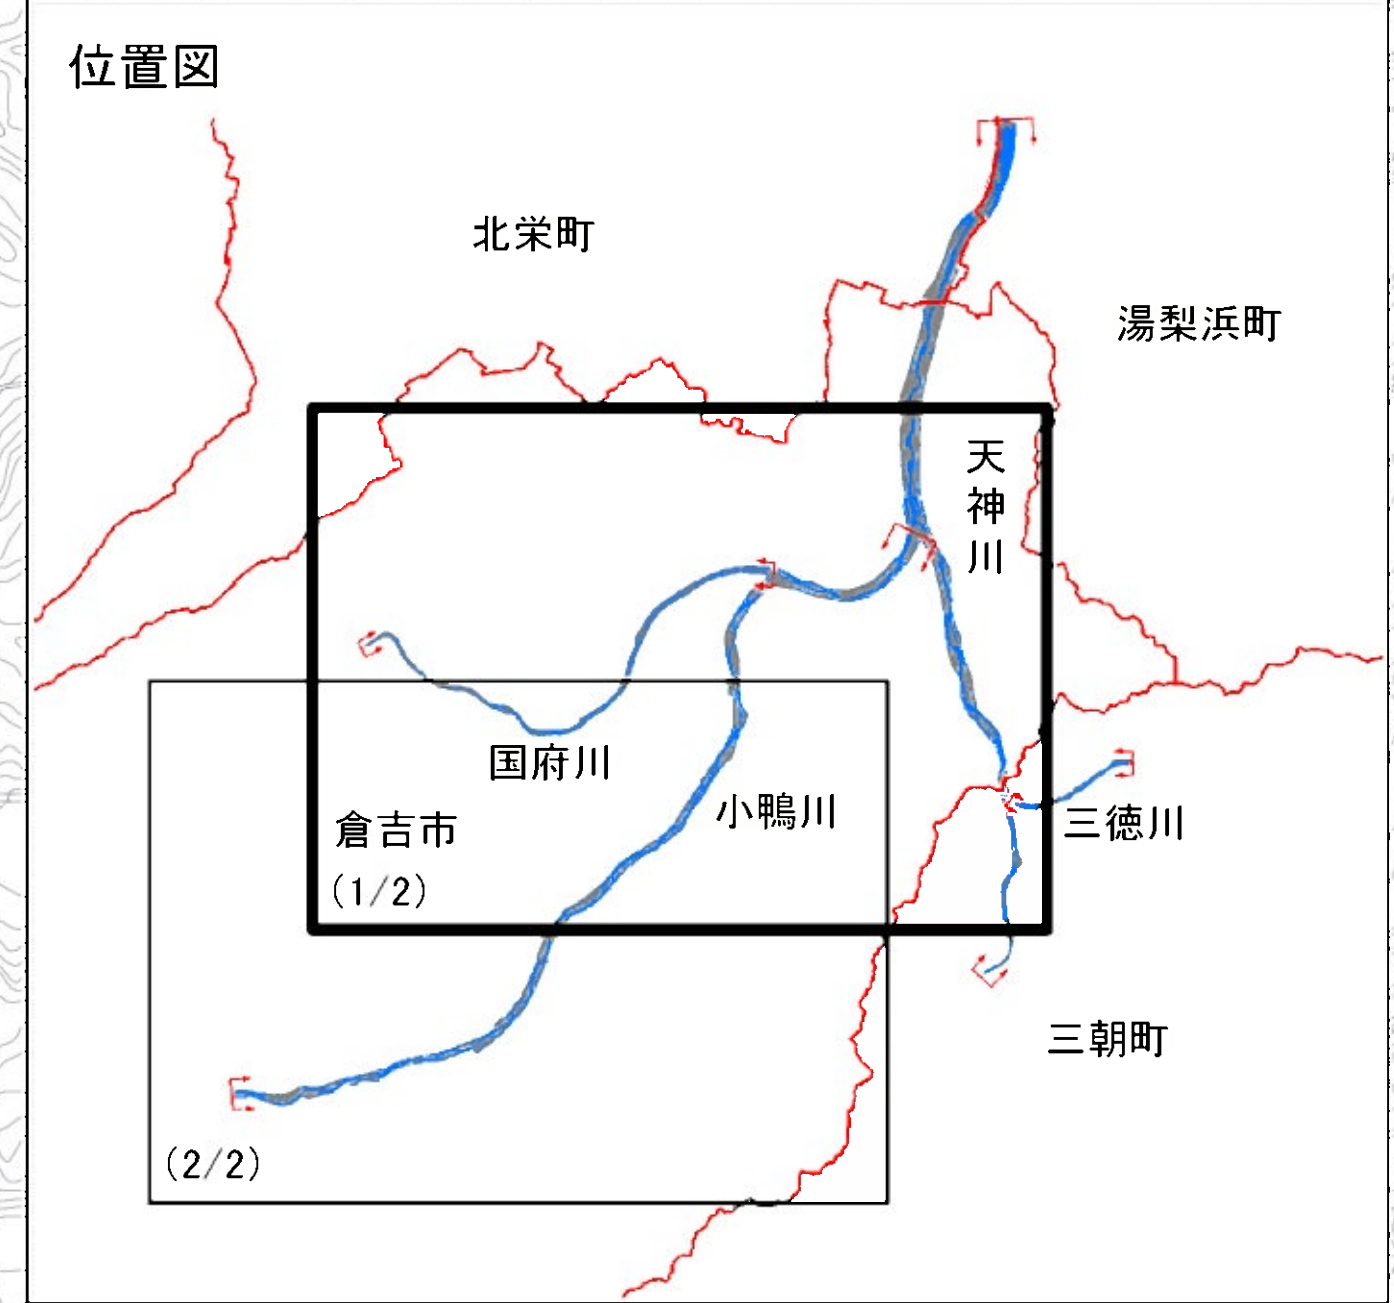 位置図
北栄町
湯梨浜町
天神川
国府川
小鴨川
倉吉市
(1/2)
三徳川
三朝町
(2/2)